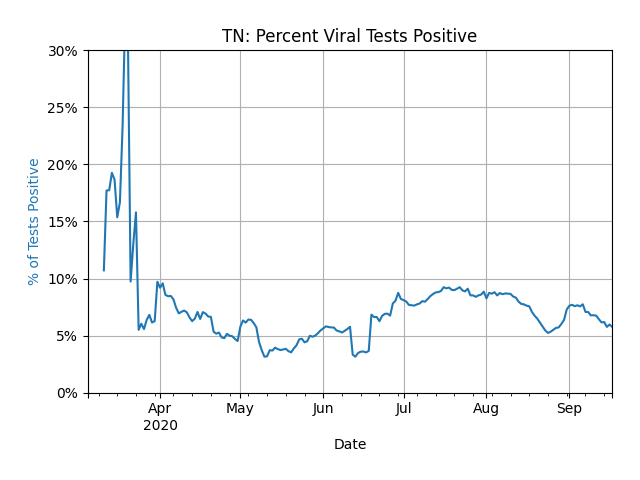 TN: Percent Viral Tests Positive
30%
25%
20%
15%
10%
5%
0%
% of Tests Positive
Apr May Jun Jul Aug Sep
2020
Date